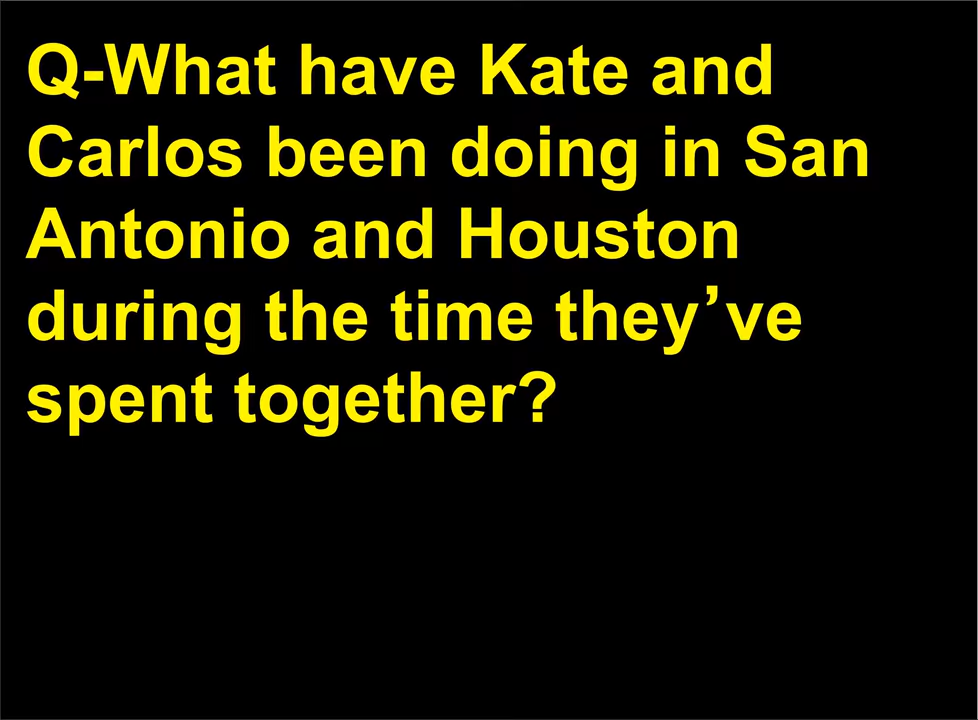 Q-What have Kate and
Carlos been doing in San
Antonio and Houston
during the time they’ve
spent together?